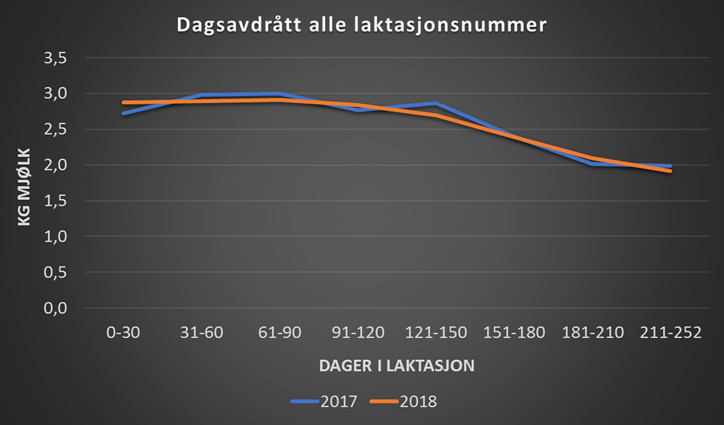 Dagsavdrått alle laktasjonsnummer
3,5
3,0
2,5
2,0
1,5
1,0
0,5
0,0
KG MJØLK
0-30 31-60 61-90 91-120 121-150 151-180 181-210 211-252
DAGER I LAKTASJON
2017 2018